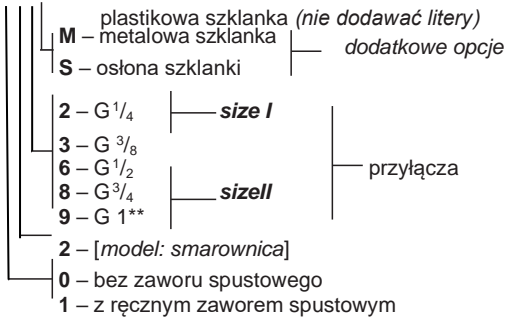 plastikowa szklanka (nie dodawać litery)
M – metalowa szklanka
dodatkowe opcje
S – osłona szklanki
2 – G 1/4
size I
3 – G 3/8
6 – G 1/2
przyłącza
8 – G 3/4
sizeII
9 – G 1**
2 – [model: smarownica]
0 – bez zaworu spustowego
1 – z ręcznym zaworem spustowym